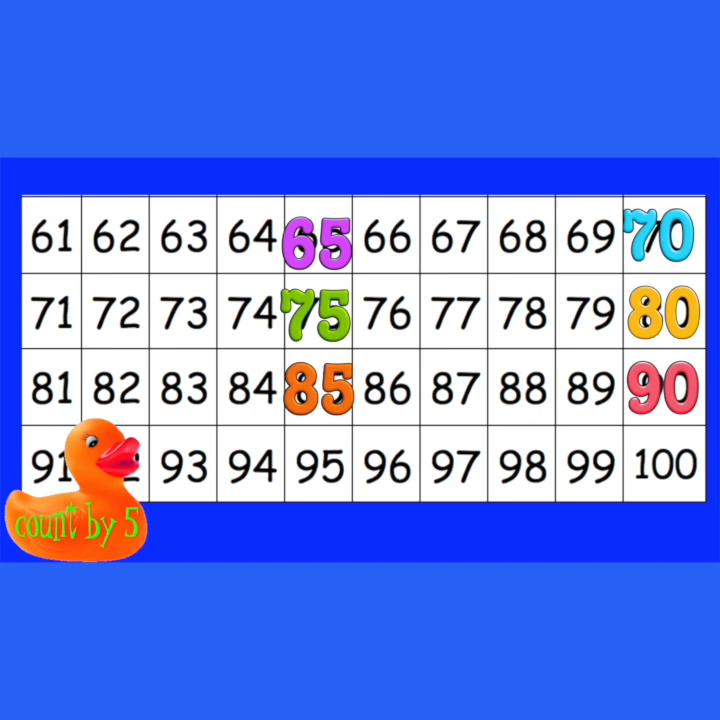 61 62 63 64 65 66 67 68 69 70
71 72 73 74 75 76 77 78 79 80
81 82 83 84 85 86 87 88 89 90
91 93 94 95 96 97 98 99 100
count by 5